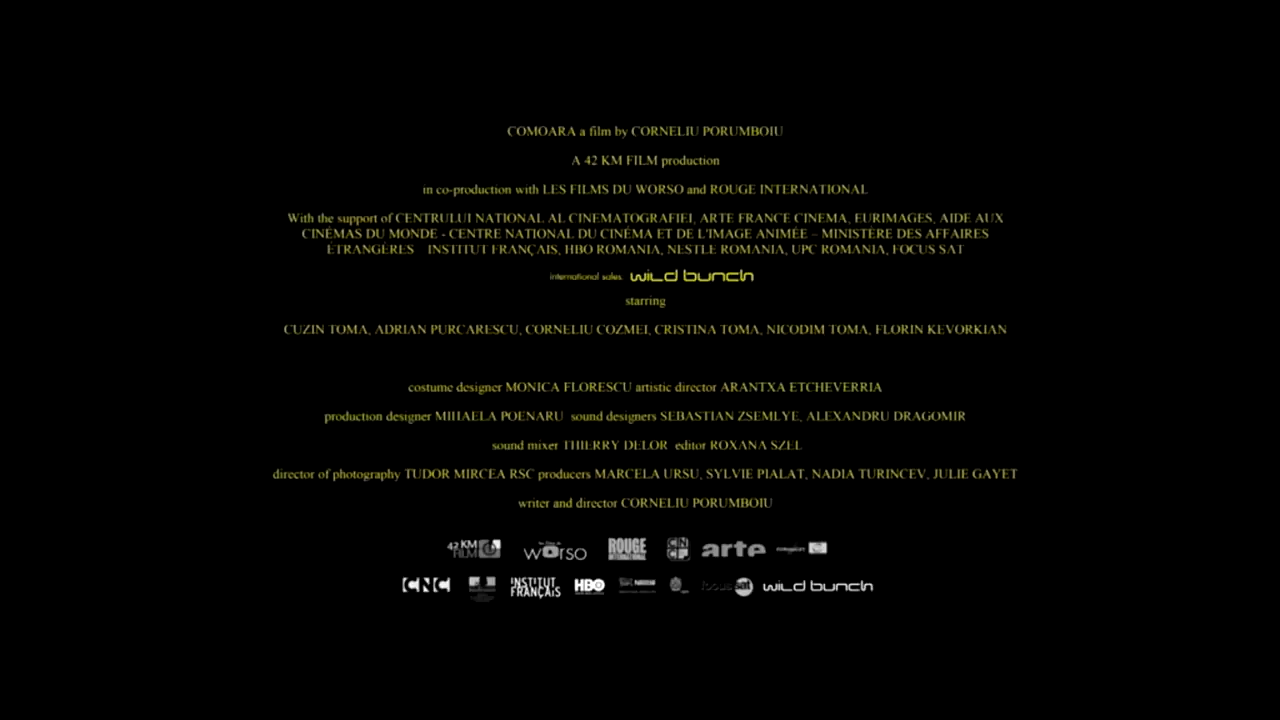 COMOARA a film by CORNELIU PORUMBOIU
A 42 KM FILM production
in co-production with LES FILMS DU WORSO and ROUGE INTERNATIONAL
With the support of CENTRULUI NATIONAL AL CINEMATOGRAFIEI, ARTE FRANCE CINEMA, EURIMAGES, AIDE AUX
CINÉMAS DU MONDE - CENTRE NATIONAL DU CINÉMA ET DE L'IMAGE ANIMÉE – MINISTÈRE DES AFFAIRES
ÉTRANGÈRES INSTITUT FRANÇAIS, HBO ROMANIA, NESTLE ROMANIA, UPC ROMANIA, FOCUS SAT
international sales wild bunch
starring
CUZIN TOMA, ADRIAN PURCARESCU, CORNELIU COZMEI, CRISTINA TOMA, NICODIM TOMA, FLORIN KEVORKIAN
costume designer MONICA FLORESCU artistic director ARANTXA ETCHEVERRIA
production designer MIHAELA POENARU sound designers SEBASTIAN ZSEMLYE, ALEXANDRU DRAGOMIR
sound mixer THIERRY DELOR editor ROXANA SZEL
director of photography TUDOR MIRCEA RSC producers MARCELA URSU, SYLVIE PIALAT, NADIA TURINCEV, JULIE GAYET
writer and director CORNELIU PORUMBOIU
42 KM FILM worso ROUGE INTERNATIONAL CNC arte
CNC INSTITUT FRANÇAIS HBO focus sat wild bunch